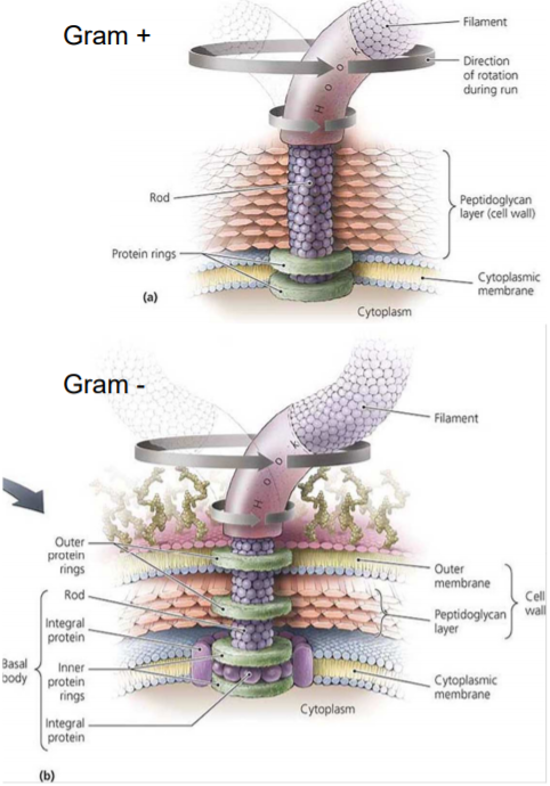 Gram +
Filament
Direction
of rotation
during run
HOOK
Rod
Peptidoglycan
layer (cell wall)
Protein rings
Cytoplasmic
membrane
(a)
Cytoplasm
Gram -
Filament
HOOK
Outer
protein
rings
Outer
membrane
Rod
Cell
wall
Peptidoglycan
layer
Integral
protein
Basal
body
Inner
protein
rings
Cytoplasmic
membrane
Cytoplasm
Integral
protein
(b)